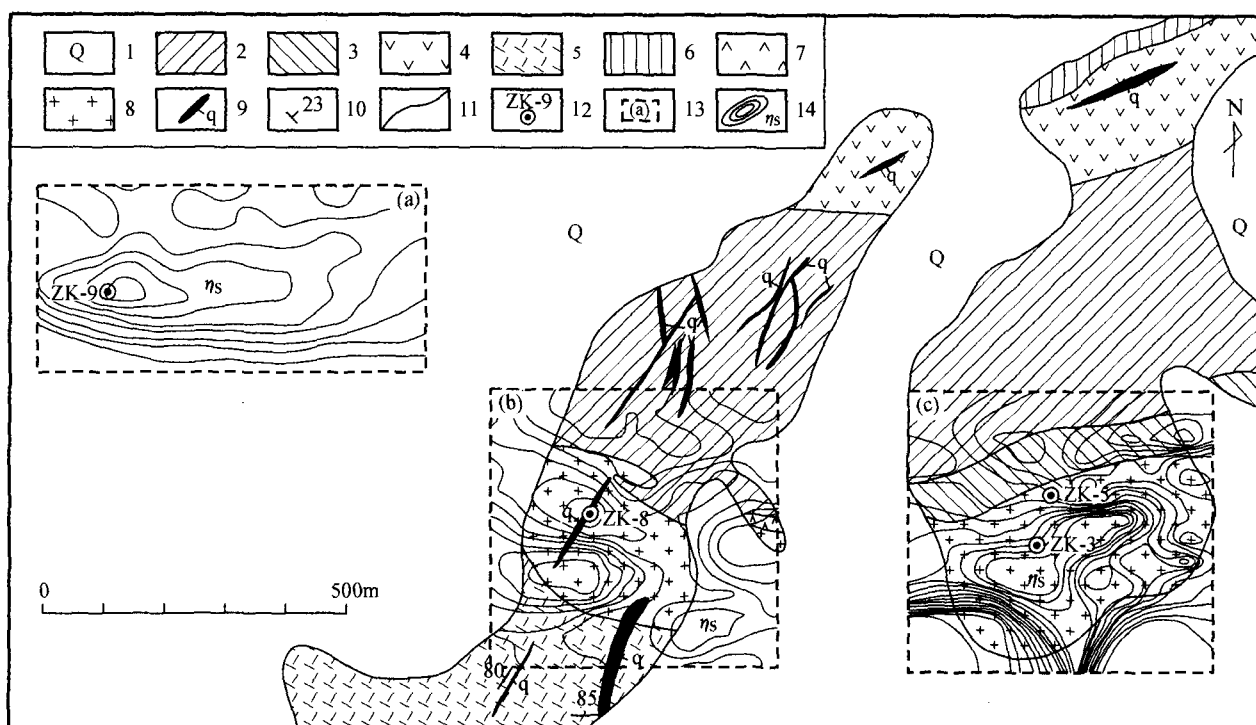 Q 1 2 3 4 5 6 7
8 q 9 23 10 11 ZK-9 12 (a) 13 ηs 14
N
q
q
(a)
Q
Q
Q
ZK-9
ηs
q
q
q
(b)
(c)
ZK-5
q
ZK-8
ZK-3
0
500m
ηs
ηs
80
q
q
85